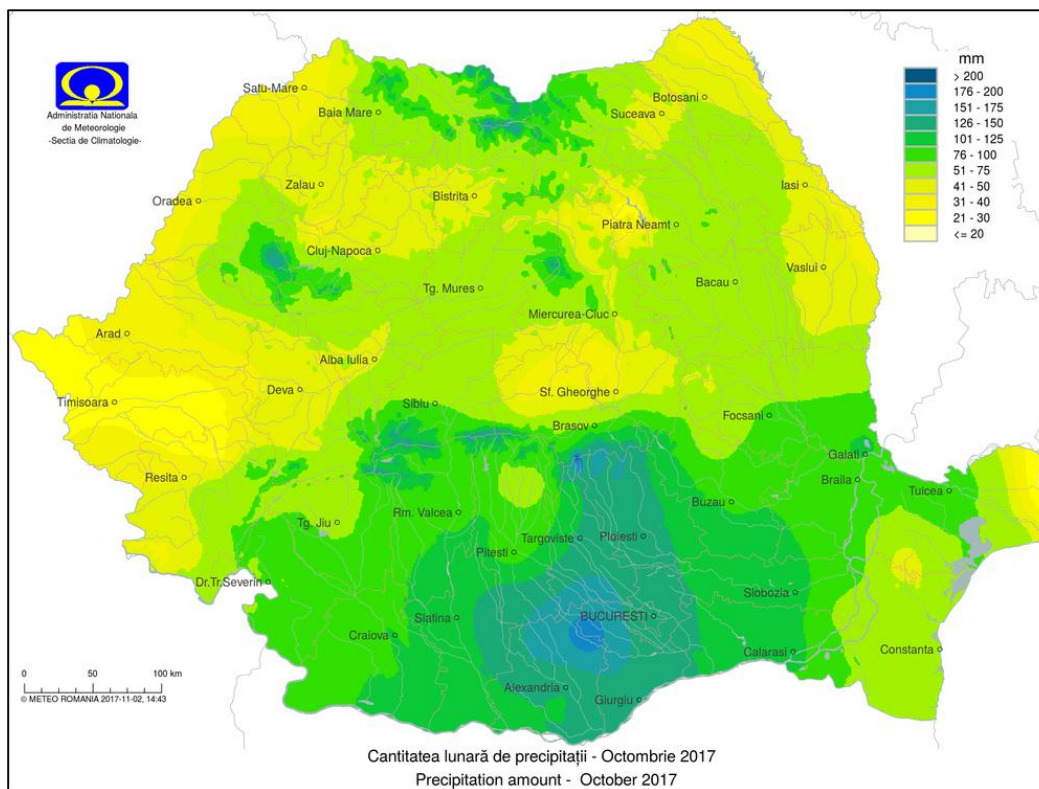 Administratia Nationala
de Meteorologie
-Sectia de Climatologie-
mm
> 200
176 - 200
151 - 175
126 - 150
101 - 125
76 - 100
51 - 75
41 - 50
31 - 40
21 - 30
<= 20
Satu-Mare
Botosani
Baia Mare
Suceava
Zalau
Iasi
Bistrita
Oradea
Piatra Neamt
Cluj-Napoca
Vaslui
Bacau
Tg. Mures
Miercurea-Ciuc
Arad
Alba Iulia
Deva
Sf. Gheorghe
Timisoara
Sibiu
Focsani
Brasov
Galati
Resita
Braila
Tulcea
Buzau
Rm. Valcea
Tg. Jiu
Targoviste
Ploiesti
Pitesti
Dr.Tr.Severin
Slobozia
Slatina
BUCURESTI
Craiova
Constanta
Calarasi
Alexandria
Giurgiu
0 50 100 km
© METEO ROMANIA 2017-11-02, 14:43
Cantitatea lunară de precipitații - Octombrie 2017
Precipitation amount - October 2017